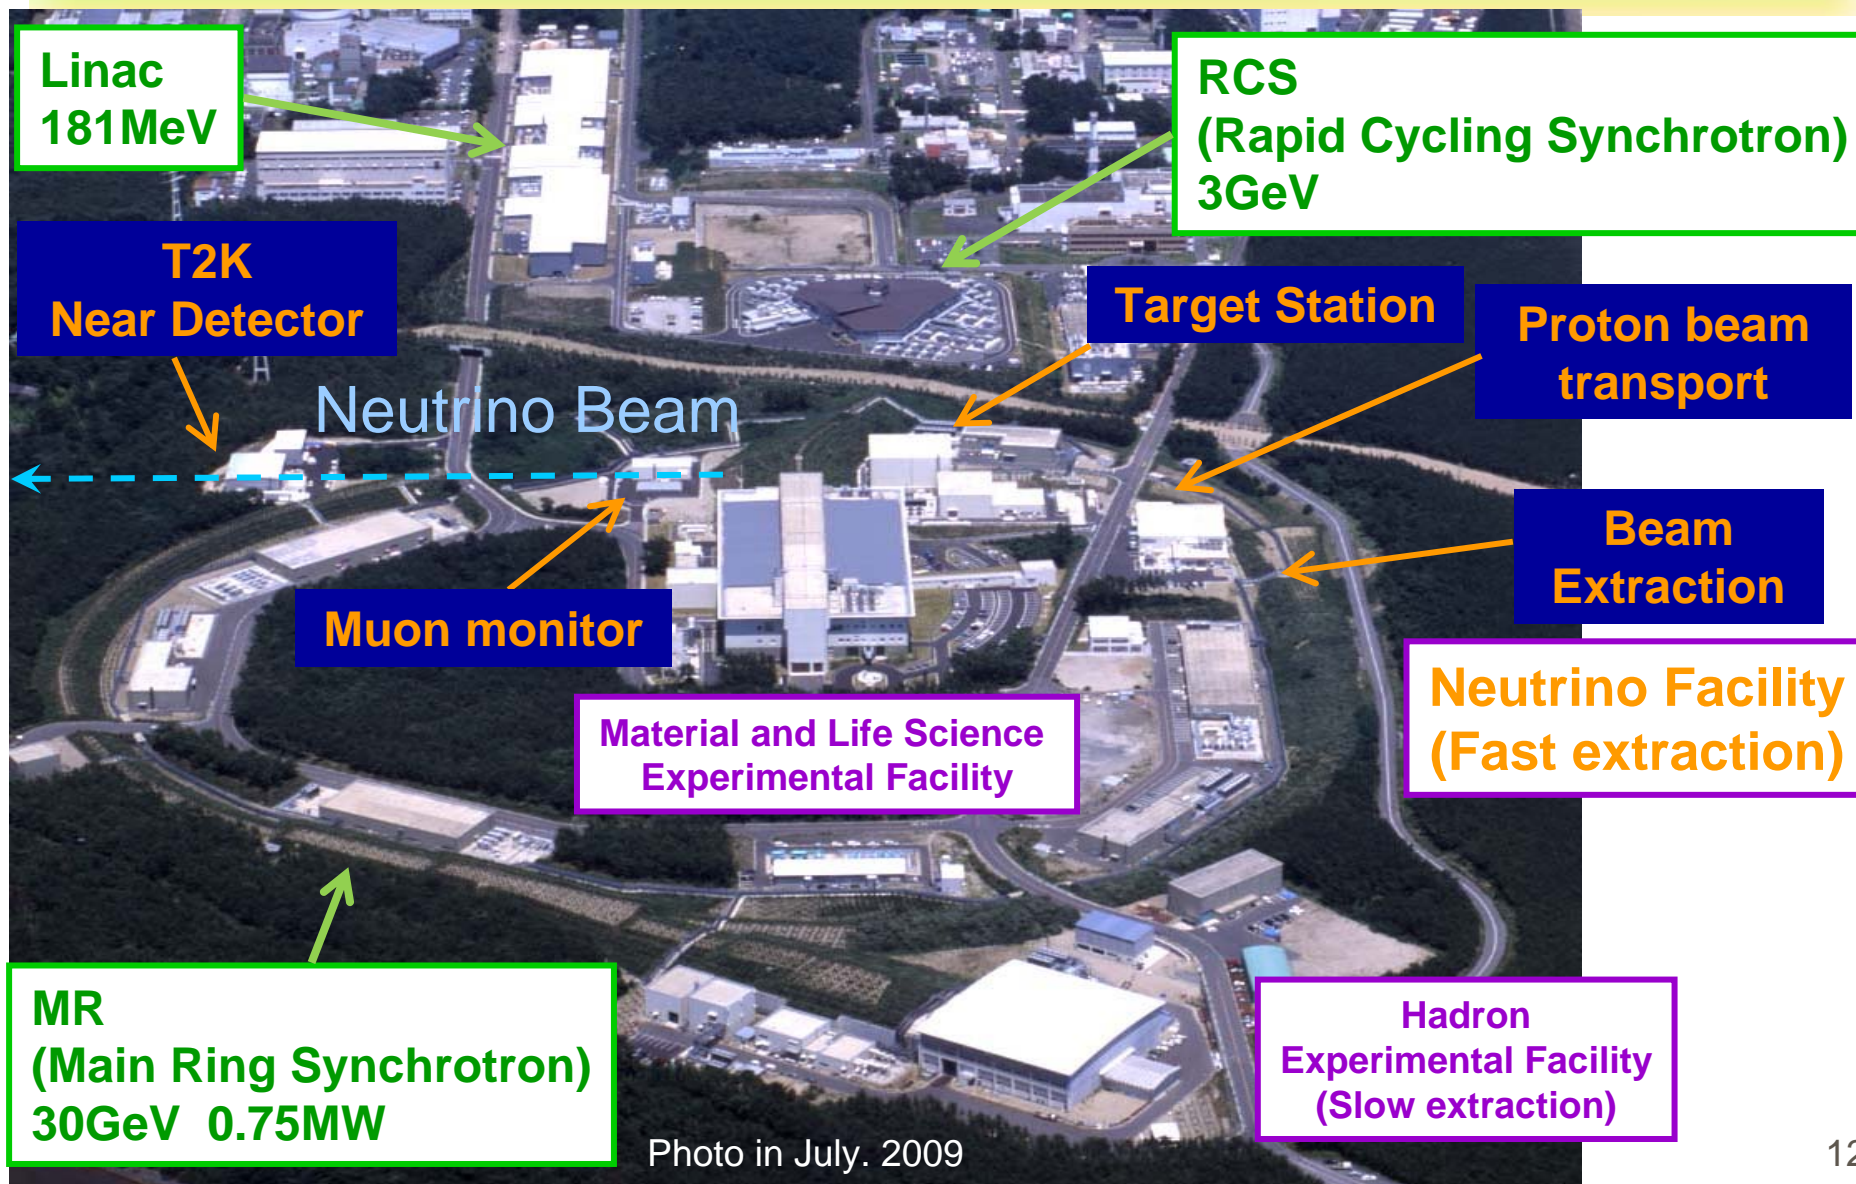 Linac
181MeV
RCS
(Rapid Cycling Synchrotron)
3GeV
T2K
Near Detector
Target Station
Proton beam
transport
Neutrino Beam
Beam
Extraction
Muon monitor
Neutrino Facility
(Fast extraction)
Material and Life Science
Experimental Facility
MR
(Main Ring Synchrotron)
30GeV 0.75MW
Hadron
Experimental Facility
(Slow extraction)
Photo in July. 2009
12